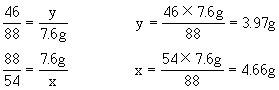 46/88 = y/7.6g    y = 46×7.6g/88 = 3.97g
88/54 = 7.6g/x    x = 54×7.6g/88 = 4.66g